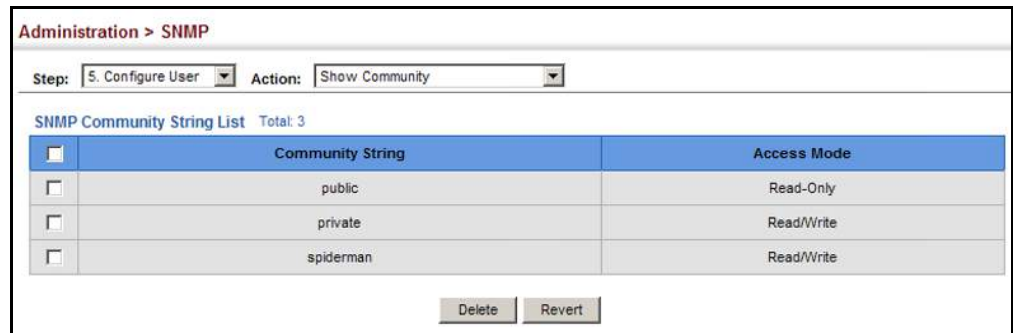 Administration > SNMP
Step: 5. Configure User Action: Show Community
SNMP Community String List Total: 3
Community String Access Mode
public Read-Only
private Read/Write
spiderman Read/Write
Delete Revert